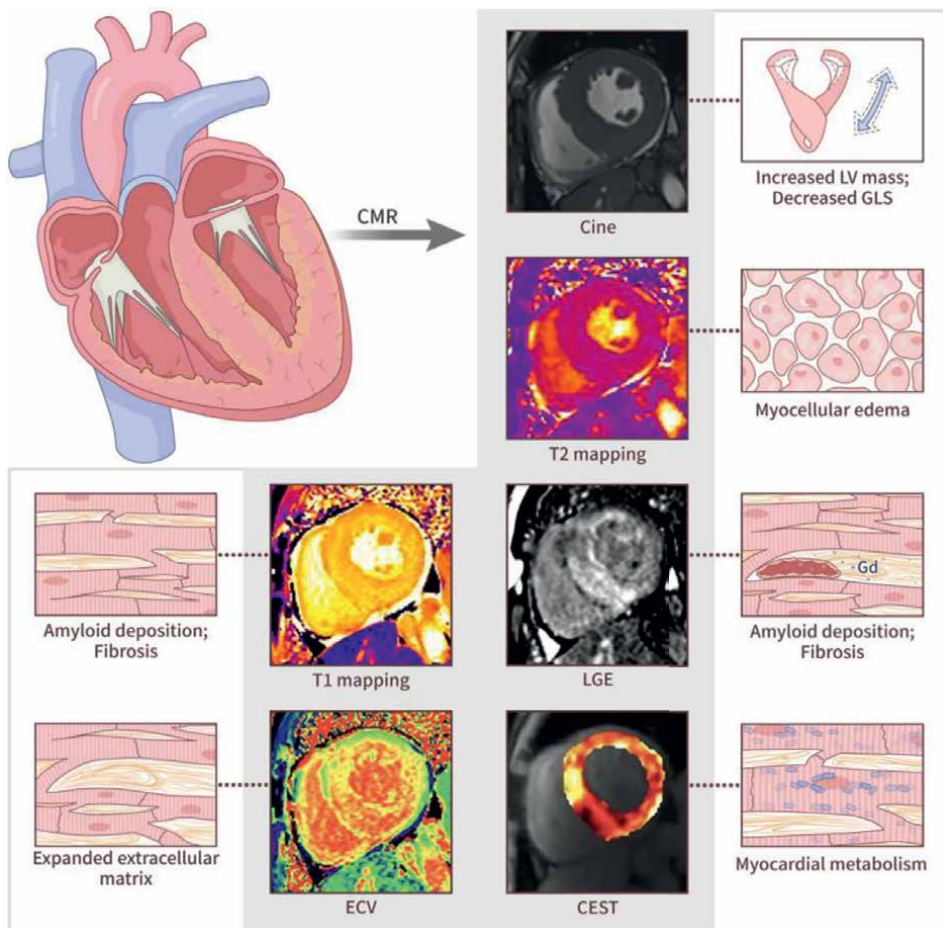 CMR
Cine
Increased LV mass;
Decreased GLS
T2 mapping
Myocellular edema
Amyloid deposition;
Fibrosis
T1 mapping
LGE
Gd
Amyloid deposition;
Fibrosis
Expanded extracellular
matrix
ECV
CEST
Myocardial metabolism